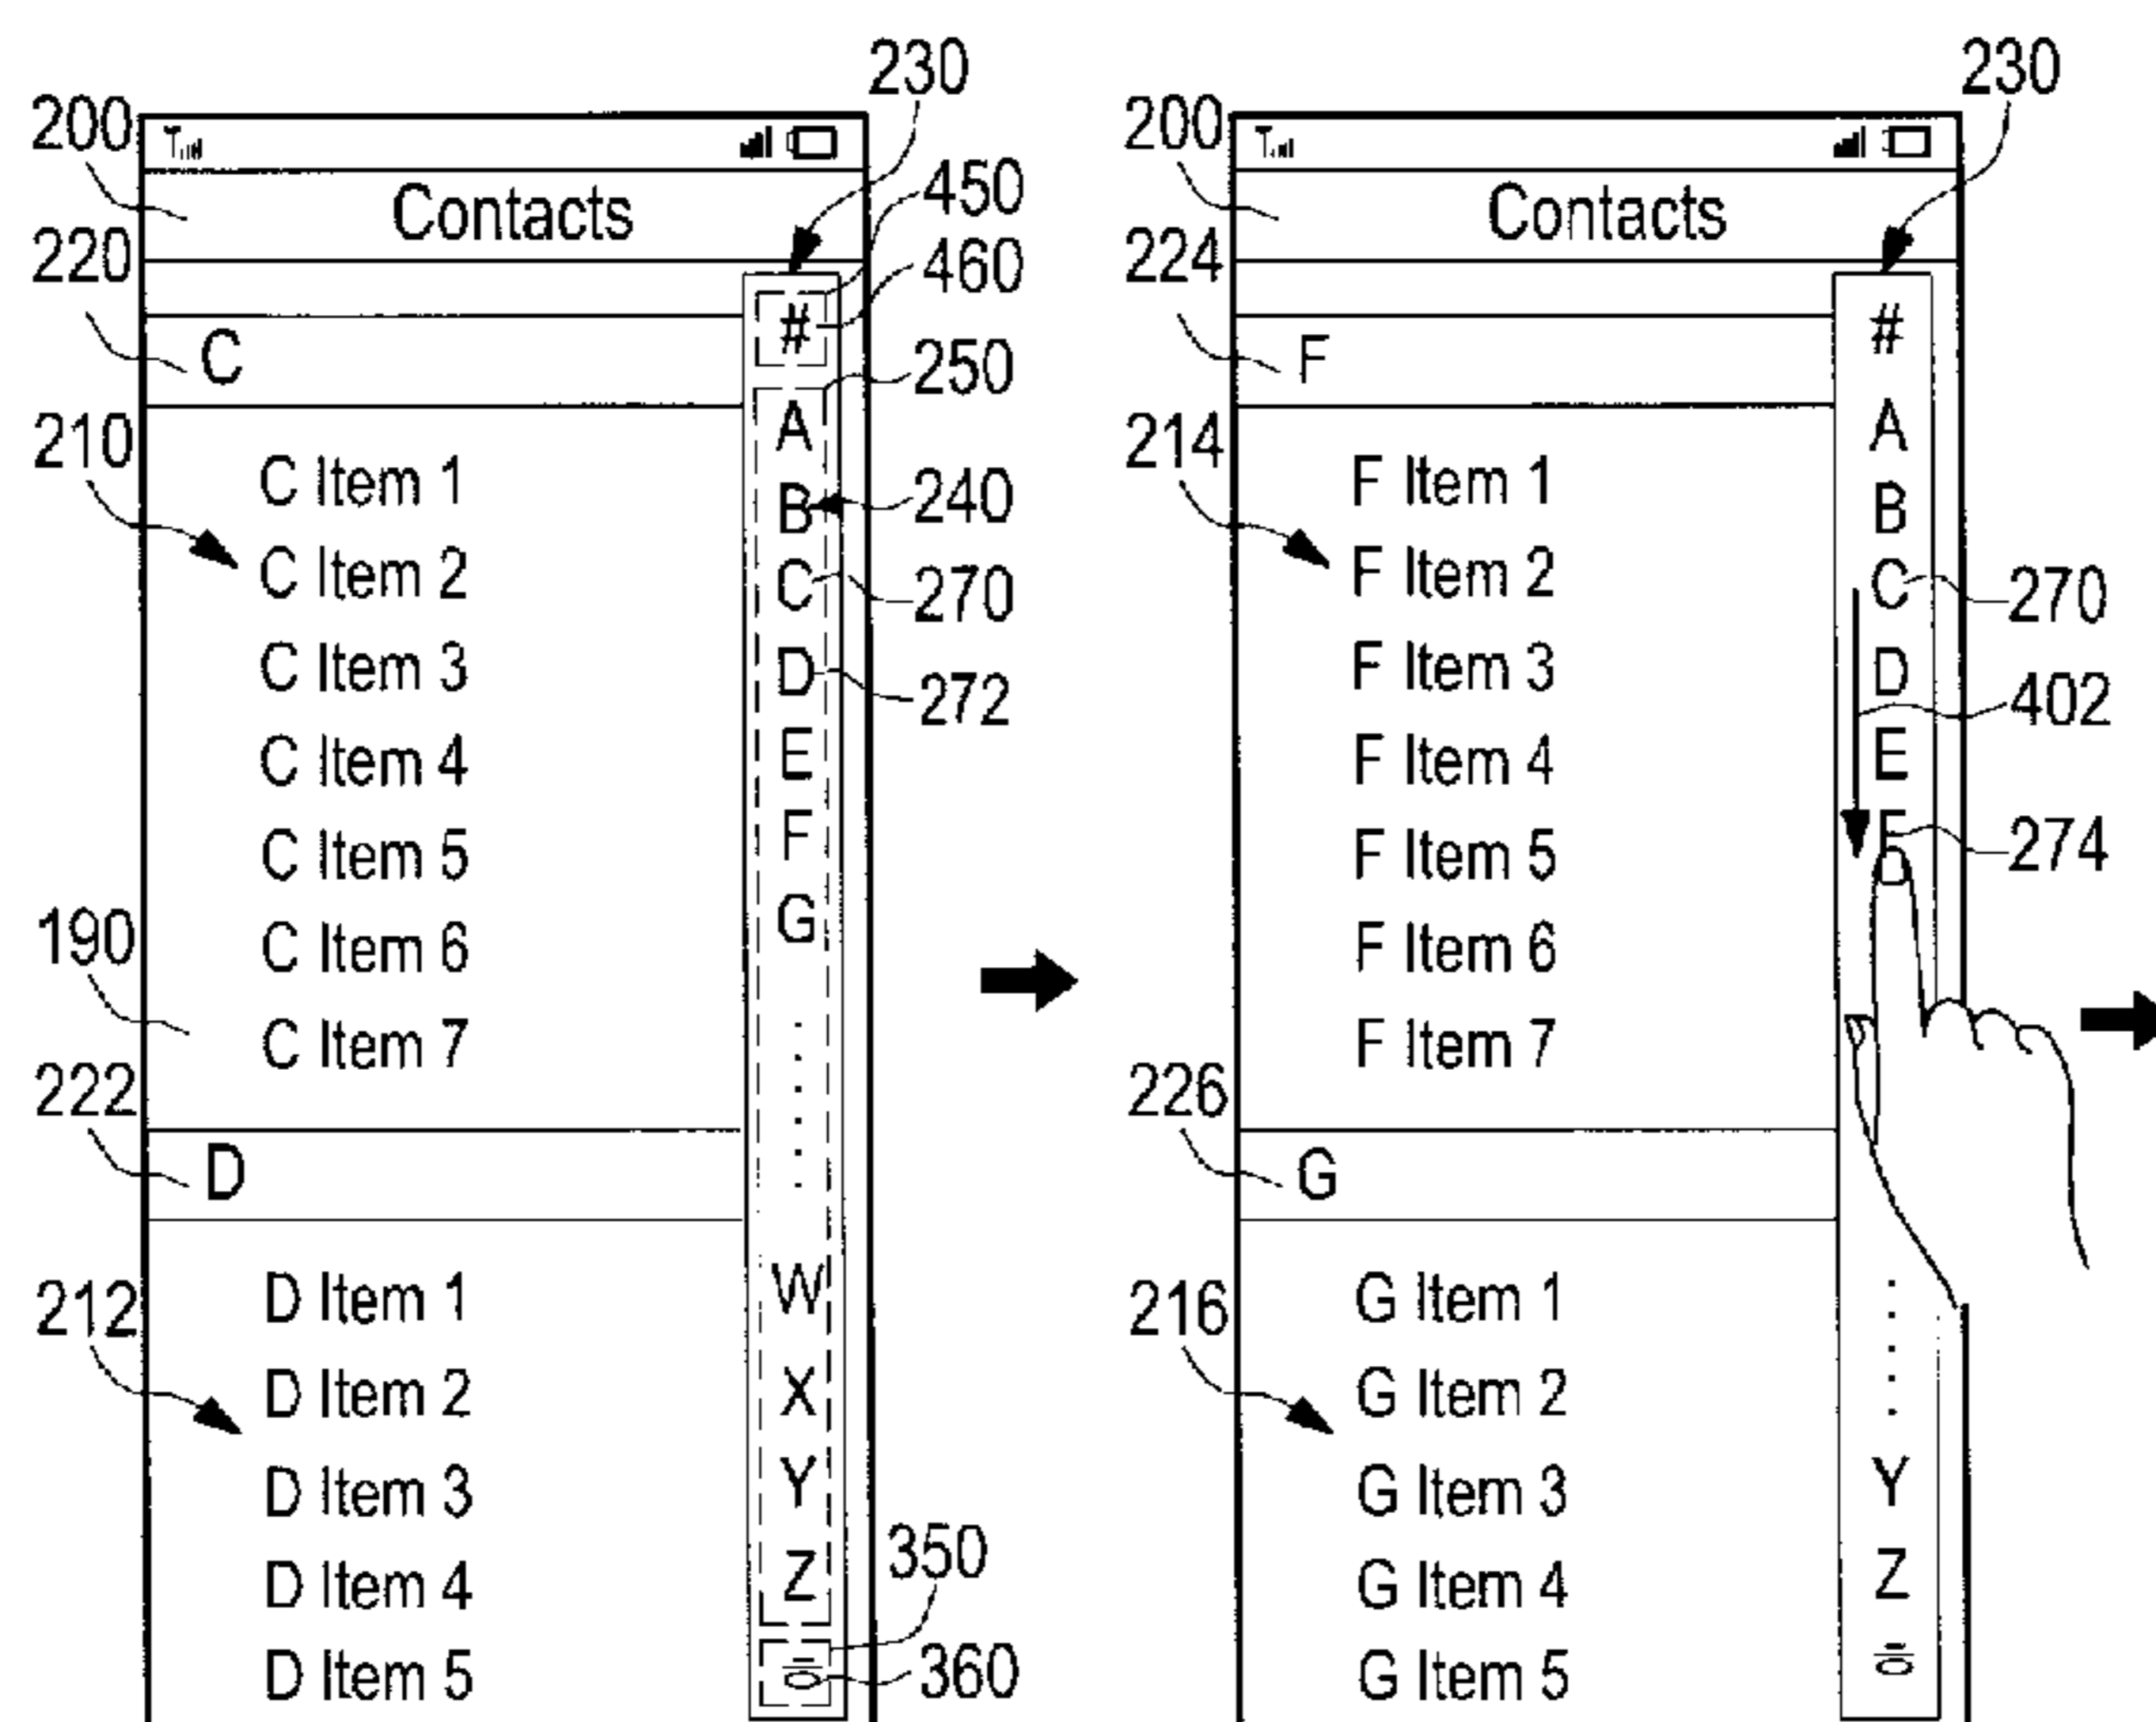 230
200
Contacts
450
220
460
C
250
210
C Item 1
C Item 2
C Item 3
C Item 4
C Item 5
C Item 6
C Item 7
190
222
D
212
D Item 1
D Item 2
D Item 3
D Item 4
D Item 5
#
A
B
C
D
E
F
G
W
X
Y
Z
ㅎ
240
270
272
350
360
230
200
Contacts
224
F
214
F Item 1
F Item 2
F Item 3
F Item 4
F Item 5
F Item 6
F Item 7
226
G
216
G Item 1
G Item 2
G Item 3
G Item 4
G Item 5
#
A
B
C
D
E
F
Y
Z
ㅎ
270
402
274